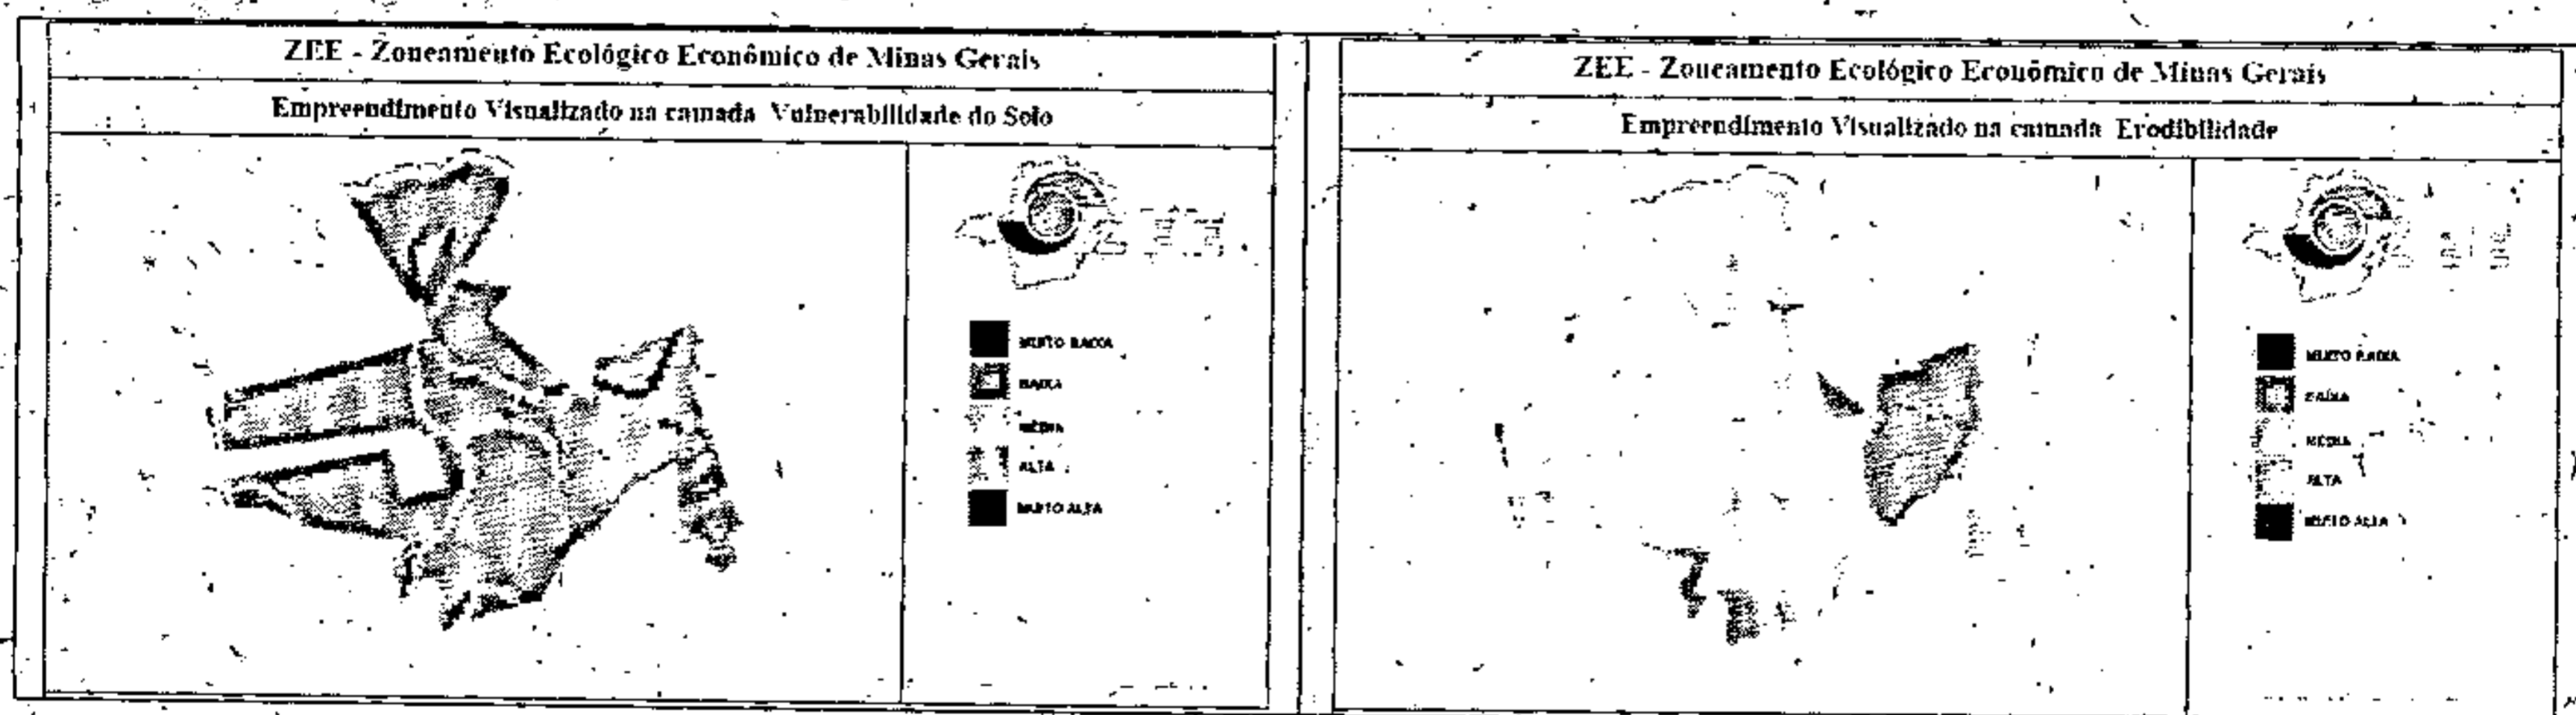 ZEE - Zoneamento Ecológico Econômico de Minas Gerais
Empreendimento Visualizado na camada Vulnerabilidade do Solo
MUITO BAIXA
BAIXA
MÉDIA
ALTA
MUITO ALTA
ZEE - Zoneamento Ecológico Econômico de Minas Gerais
Empreendimento Visualizado na camada Erodibilidade
MUITO BAIXA
BAIXA
MÉDIA
ALTA
MUITO ALTA